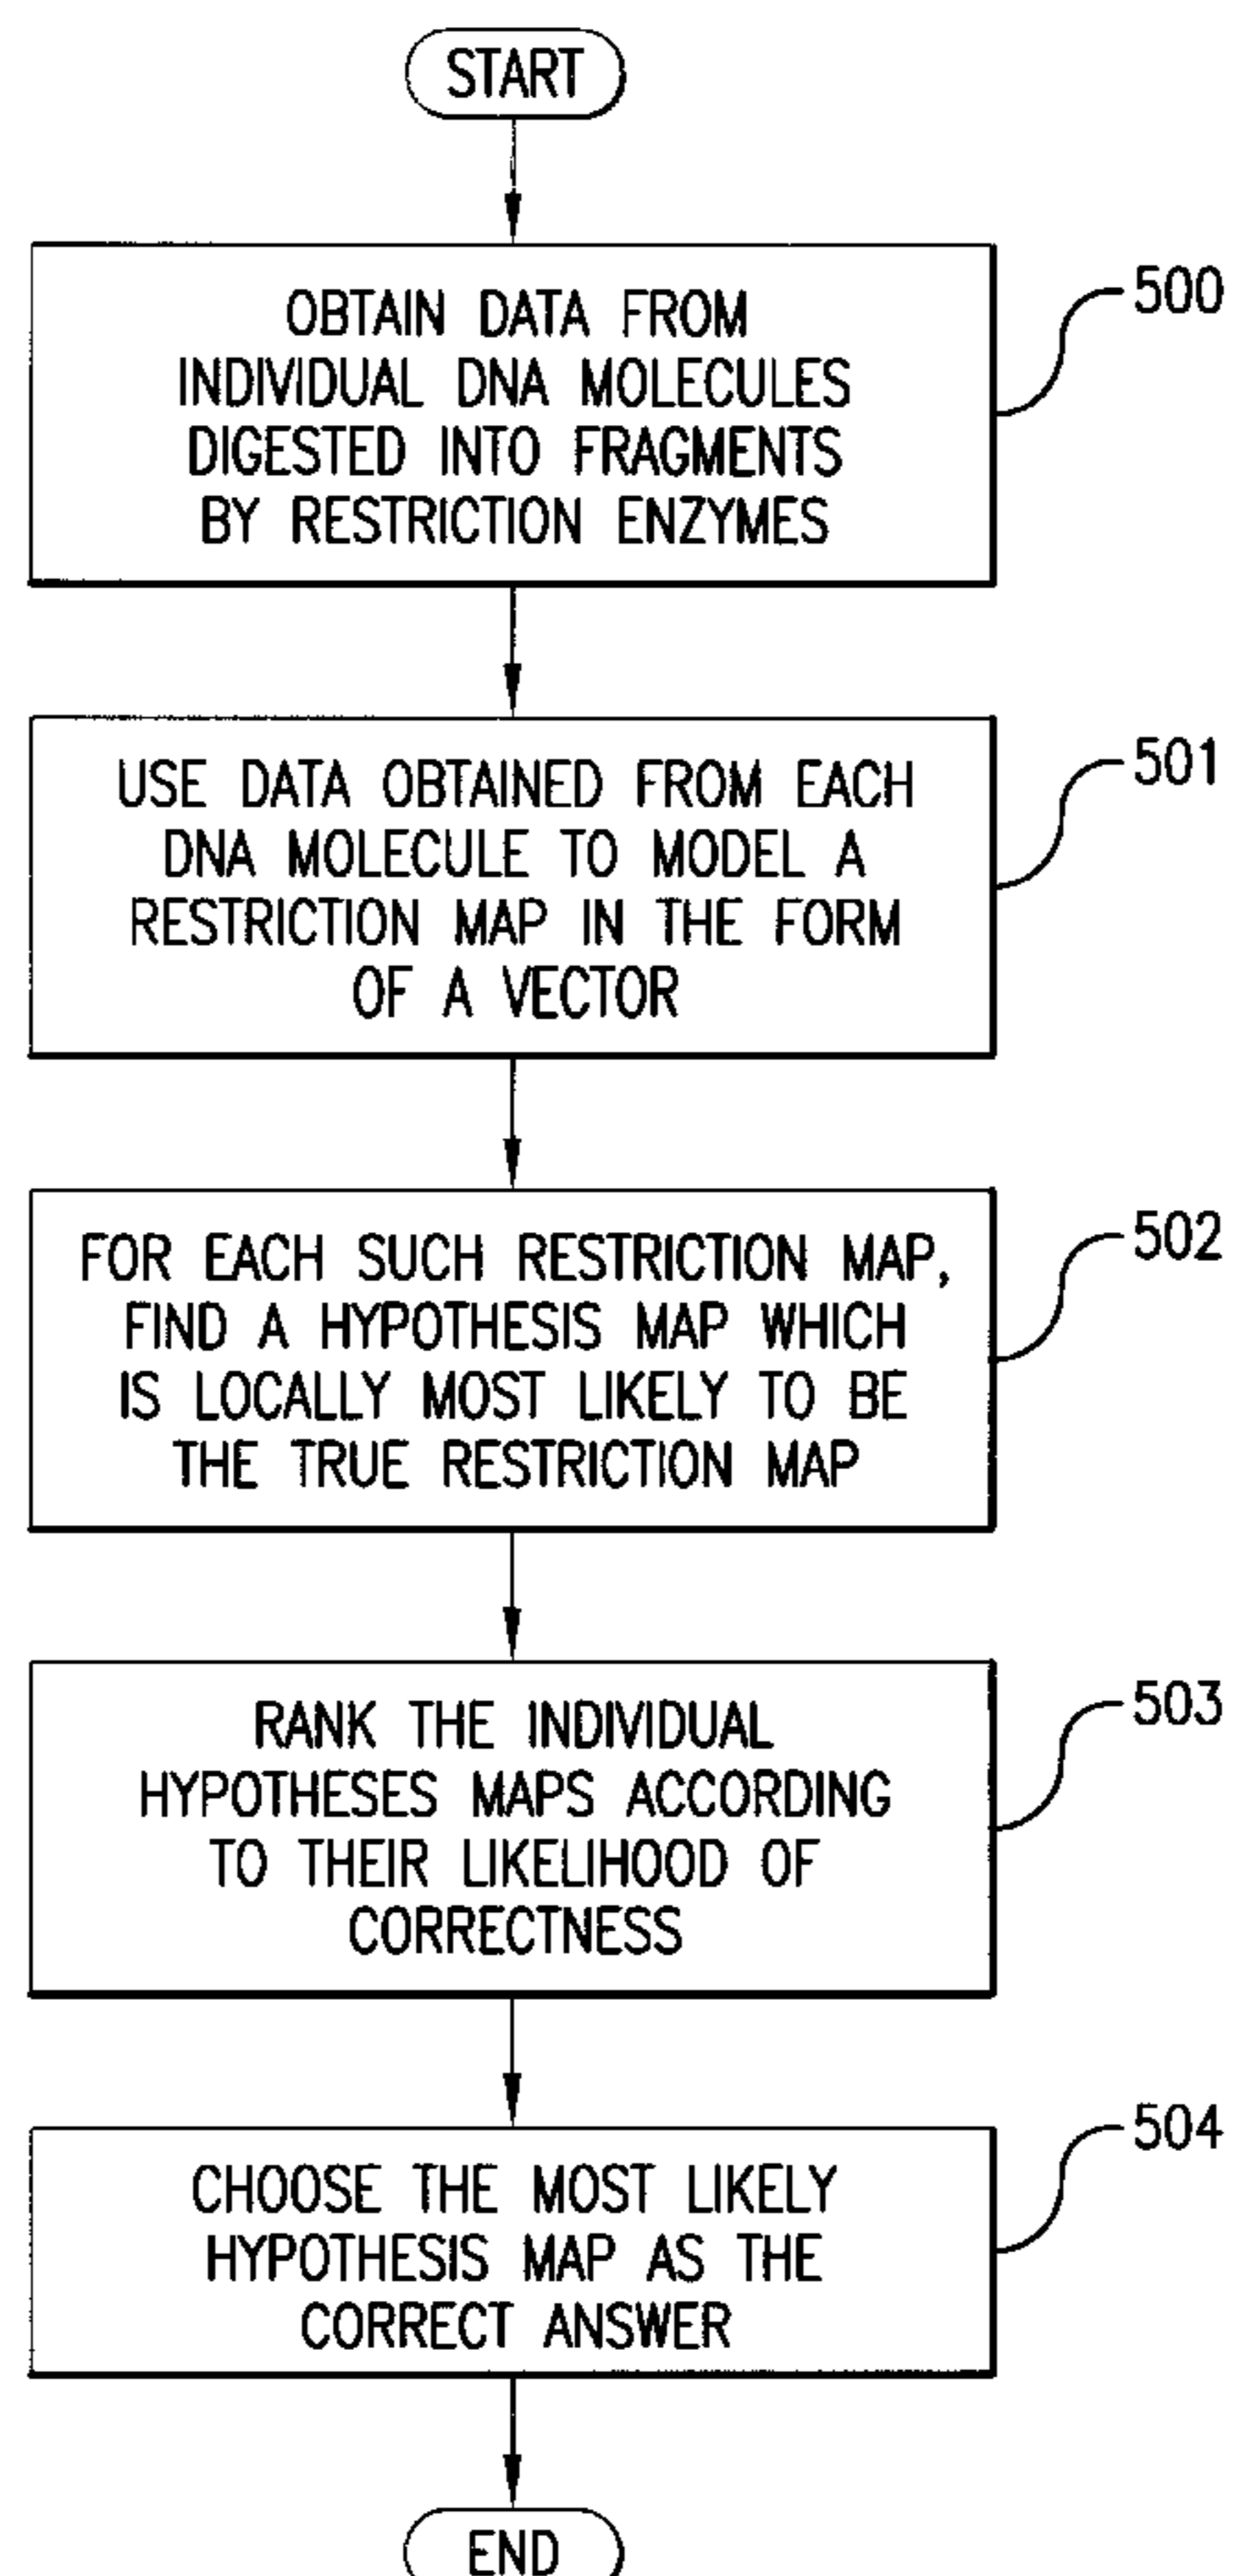 START
OBTAIN DATA FROM
INDIVIDUAL DNA MOLECULES
DIGESTED INTO FRAGMENTS
BY RESTRICTION ENZYMES
500
USE DATA OBTAINED FROM EACH
DNA MOLECULE TO MODEL A
RESTRICTION MAP IN THE FORM
OF A VECTOR
501
FOR EACH SUCH RESTRICTION MAP,
FIND A HYPOTHESIS MAP WHICH
IS LOCALLY MOST LIKELY TO BE
THE TRUE RESTRICTION MAP
502
RANK THE INDIVIDUAL
HYPOTHESES MAPS ACCORDING
TO THEIR LIKELIHOOD OF
CORRECTNESS
503
CHOOSE THE MOST LIKELY
HYPOTHESIS MAP AS THE
CORRECT ANSWER
504
END